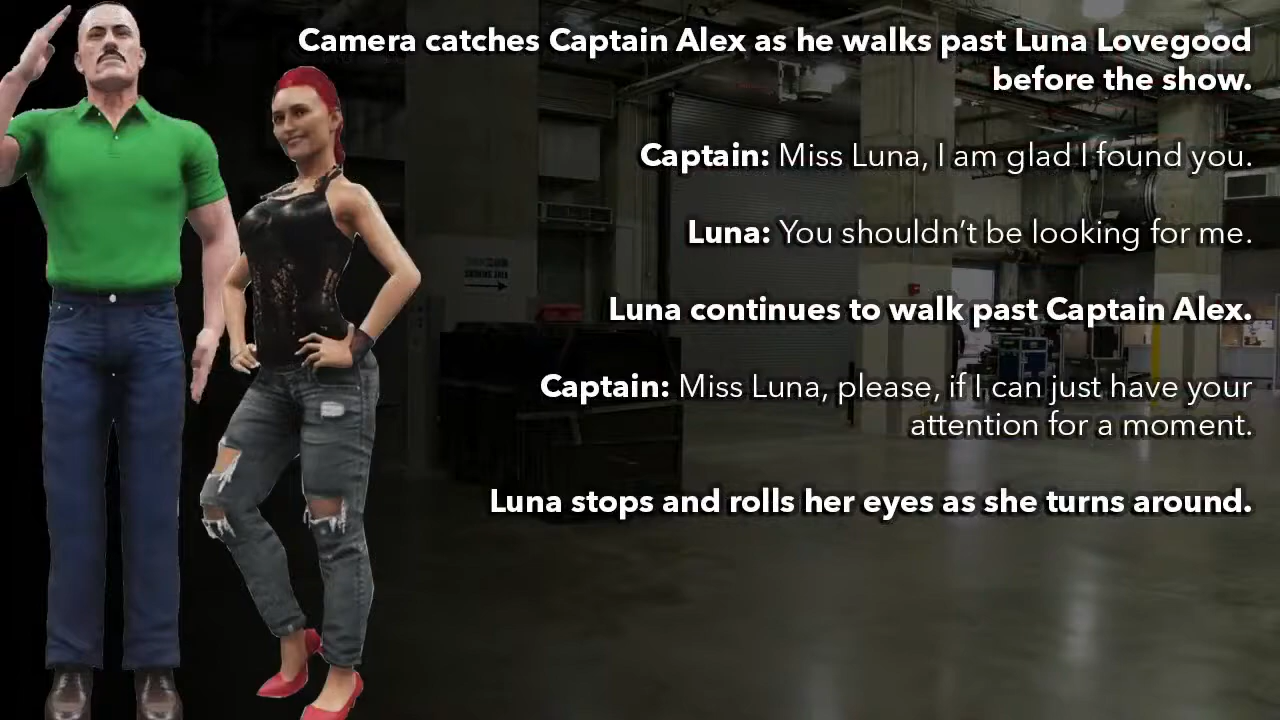 Camera catches Captain Alex as he walks past Luna Lovegood
before the show.
Captain: Miss Luna, I am glad I found you.
Luna: You shouldn’t be looking for me.
Luna continues to walk past Captain Alex.
Captain: Miss Luna, please, if I can just have your
attention for a moment.
Luna stops and rolls her eyes as she turns around.